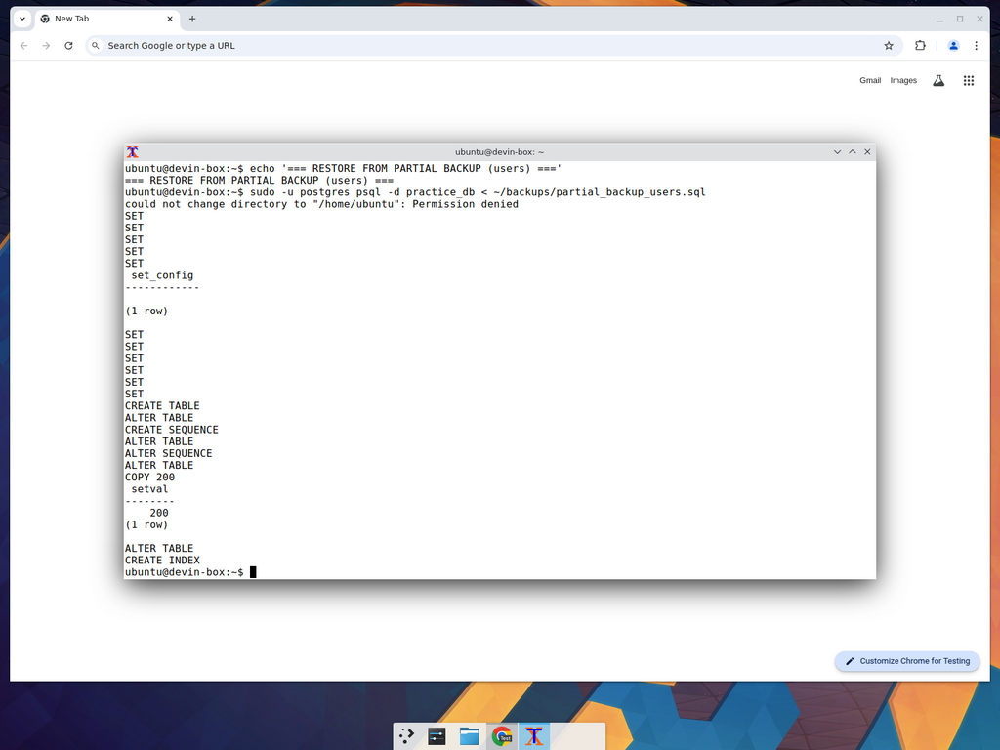 New Tab
Search Google or type a URL
Gmail Images
ubuntu@devin-box: ~
ubuntu@devin-box:~$ echo '=== RESTORE FROM PARTIAL BACKUP (users) ==='
=== RESTORE FROM PARTIAL BACKUP (users) ===
ubuntu@devin-box:~$ sudo -u postgres psql -d practice_db < ~/backups/partial_backup_users.sql
could not change directory to "/home/ubuntu": Permission denied
SET
SET
SET
SET
SET
 set_config
------------

(1 row)

SET
SET
SET
SET
SET
SET
CREATE TABLE
ALTER TABLE
CREATE SEQUENCE
ALTER TABLE
ALTER SEQUENCE
ALTER TABLE
COPY 200
 setval
--------
    200
(1 row)

ALTER TABLE
CREATE INDEX
ubuntu@devin-box:~$
Customize Chrome for Testing
Test